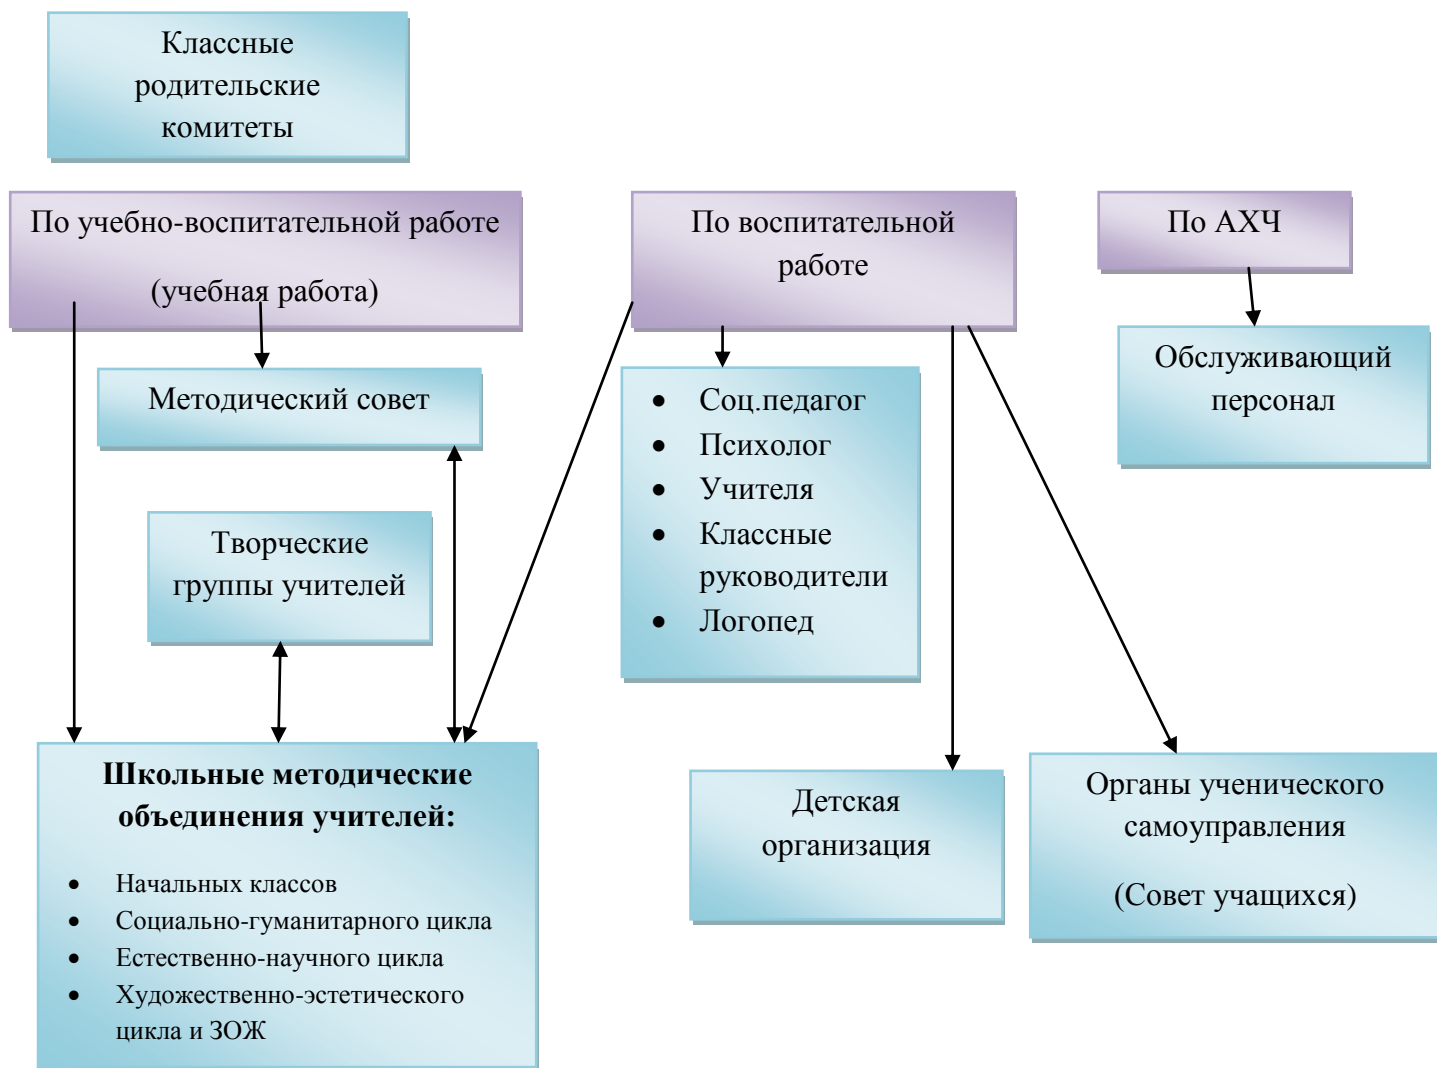 Классные
родительские
комитеты
По учебно-воспитательной работе
(учебная работа)
По воспитательной
работе
По АХЧ
Обслуживающий
персонал
Методический совет
• Соц.педагог
• Психолог
• Учителя
• Классные
руководители
• Логопед
Творческие
группы учителей
Школьные методические
объединения учителей:
• Начальных классов
• Социально-гуманитарного цикла
• Естественно-научного цикла
• Художественно-эстетического
цикла и ЗОЖ
Детская
организация
Органы ученического
самоуправления
(Совет учащихся)